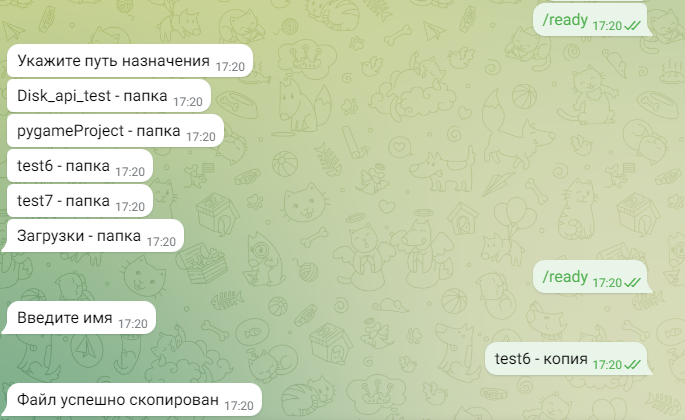 /ready 17:20
Укажите путь назначения 17:20
Disk_api_test - папка 17:20
pygameProject - папка 17:20
test6 - папка 17:20
test7 - папка 17:20
Загрузки - папка 17:20
/ready 17:20
Введите имя 17:20
test6 - копия 17:20
Файл успешно скопирован 17:20